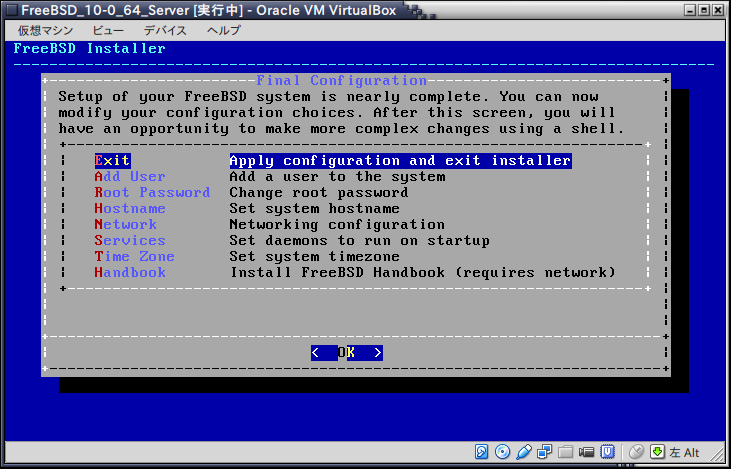 FreeBSD_10-0_64_Server [実行中] - Oracle VM VirtualBox
仮想マシン ビュー デバイス ヘルプ
FreeBSD Installer
Final Configuration
Setup of your FreeBSD system is nearly complete. You can now
modify your configuration choices. After this screen, you will
have an opportunity to make more complex changes using a shell.
Exit Apply configuration and exit installer
Add User Add a user to the system
Root Password Change root password
Hostname Set system hostname
Network Networking configuration
Services Set daemons to run on startup
Time Zone Set system timezone
Handbook Install FreeBSD Handbook (requires network)
< OK >
左 Alt